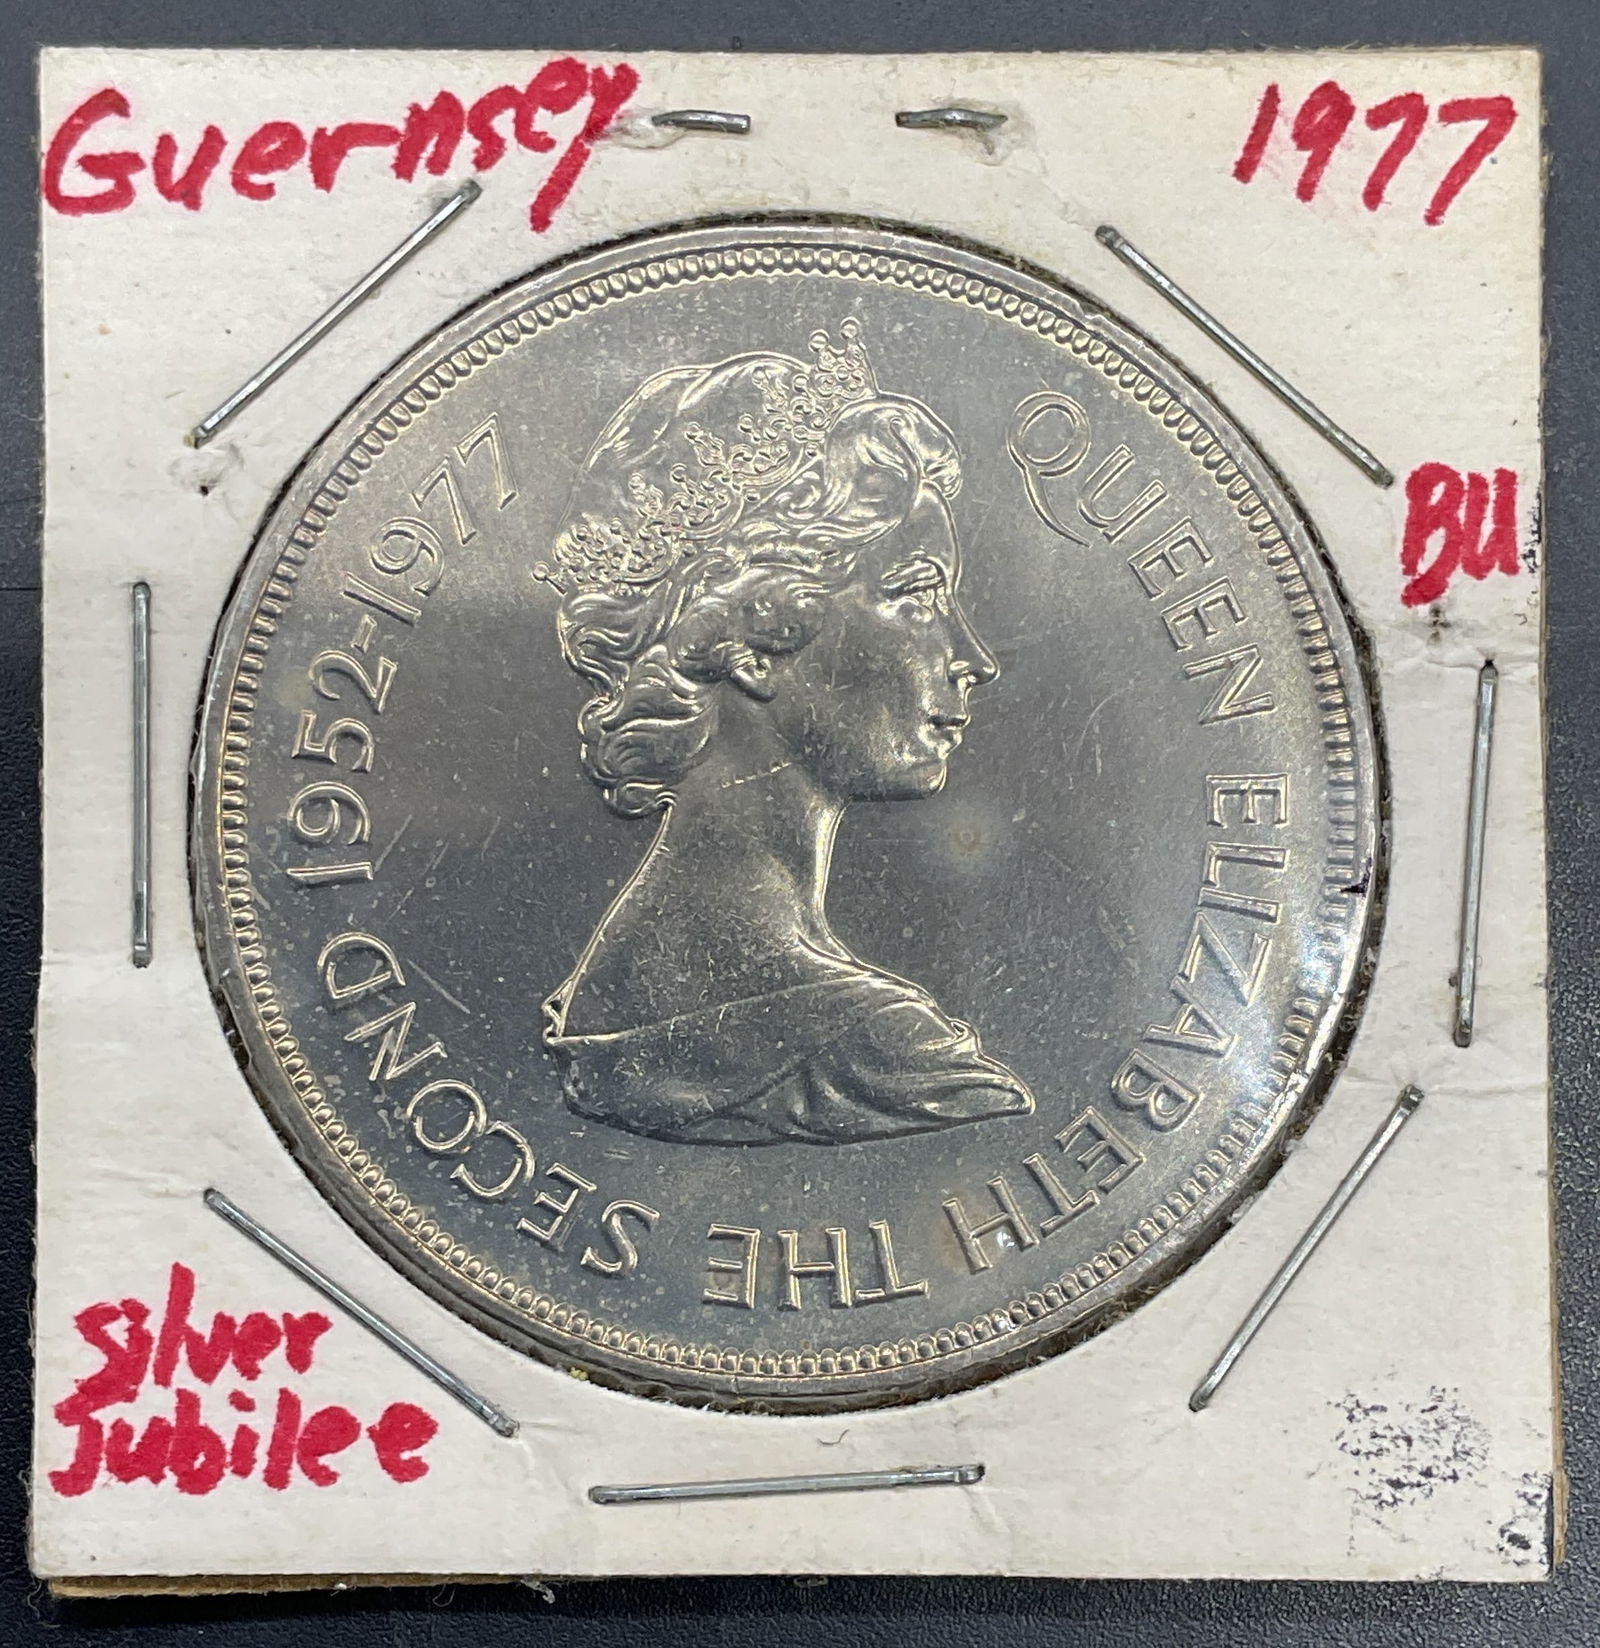 Guernsey
1977
BU
QUEEN ELIZABETH THE SECOND 1952-1977
Silver
Jubilee